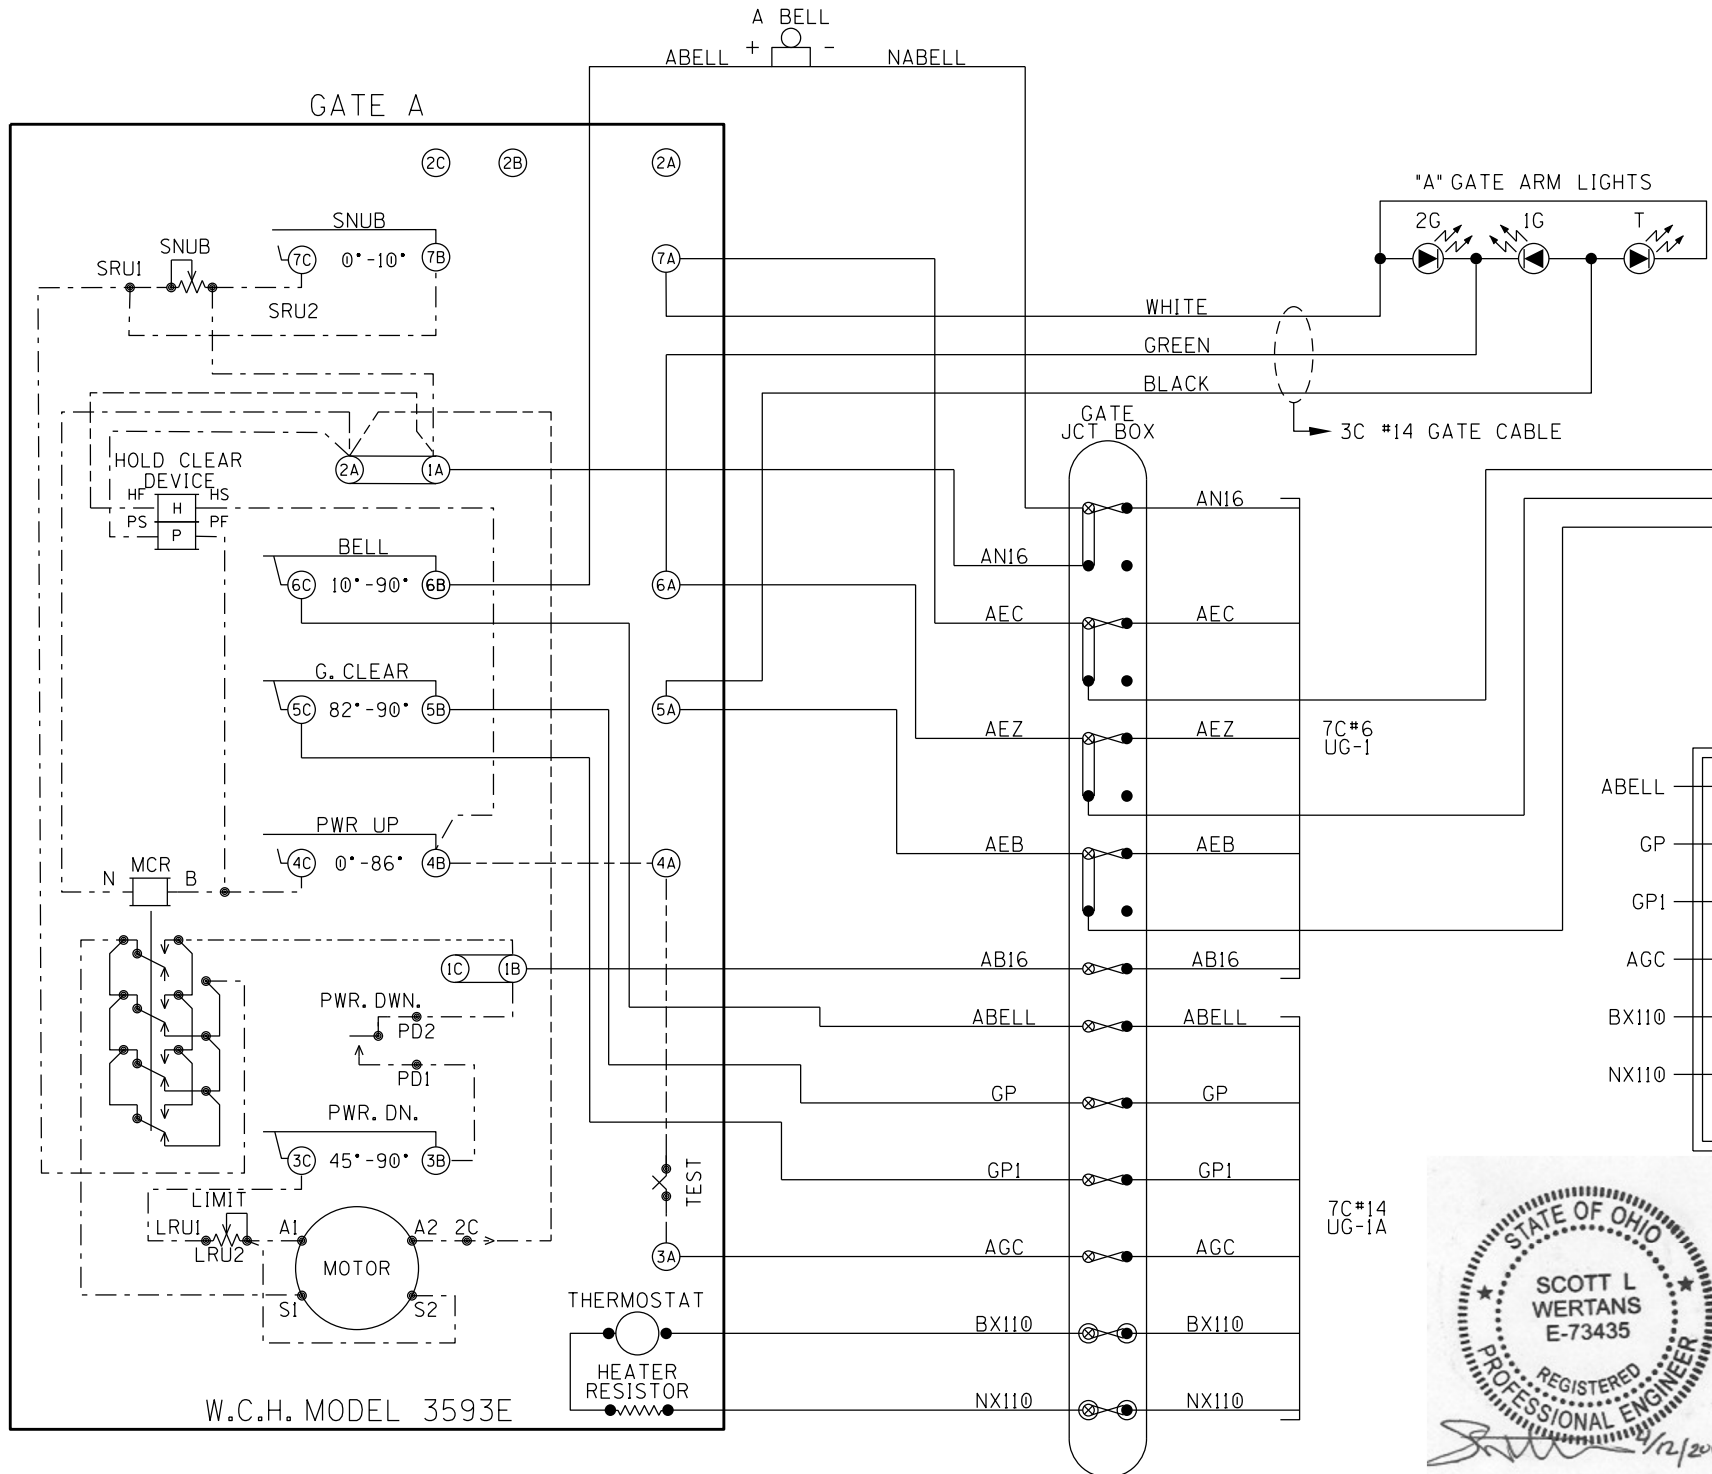 A BELL
+ -
ABELL
NABELL
GATE A
2C 2B 2A
"A" GATE ARM LIGHTS
2G 1G T
SNUB
SNUB
7C 0°-10° 7B
7A
SRU1
SRU2
WHITE
GREEN
BLACK
3C #14 GATE CABLE
GATE
JCT BOX
2A 1A
HOLD CLEAR
DEVICE
HF H HS
PS P PF
AN16
AN16
BELL
6C 10°-90° 6B
6A
AEC AEC
G. CLEAR
5C 82°-90° 5B
5A
AEZ AEZ
7C#6
UG-1
PWR UP
4C 0°-86° 4B
4A
AEB AEB
MCR
N B
1C 1B
AB16 AB16
PWR. DWN.
PD2
PD1
ABELL ABELL
GP GP
PWR. DN.
3C 45°-90° 3B
TEST
GP1 GP1
7C#14
UG-1A
LIMIT
LRU1
LRU2
A1 A2 2C
MOTOR
S1 S2
3A
AGC AGC
THERMOSTAT
BX110 BX110
HEATER
RESISTOR
NX110 NX110
W.C.H. MODEL 3593E
ABELL
GP
GP1
AGC
BX110
NX110
STATE OF OHIO
SCOTT L
WERTANS
E-73435
REGISTERED
PROFESSIONAL ENGINEER